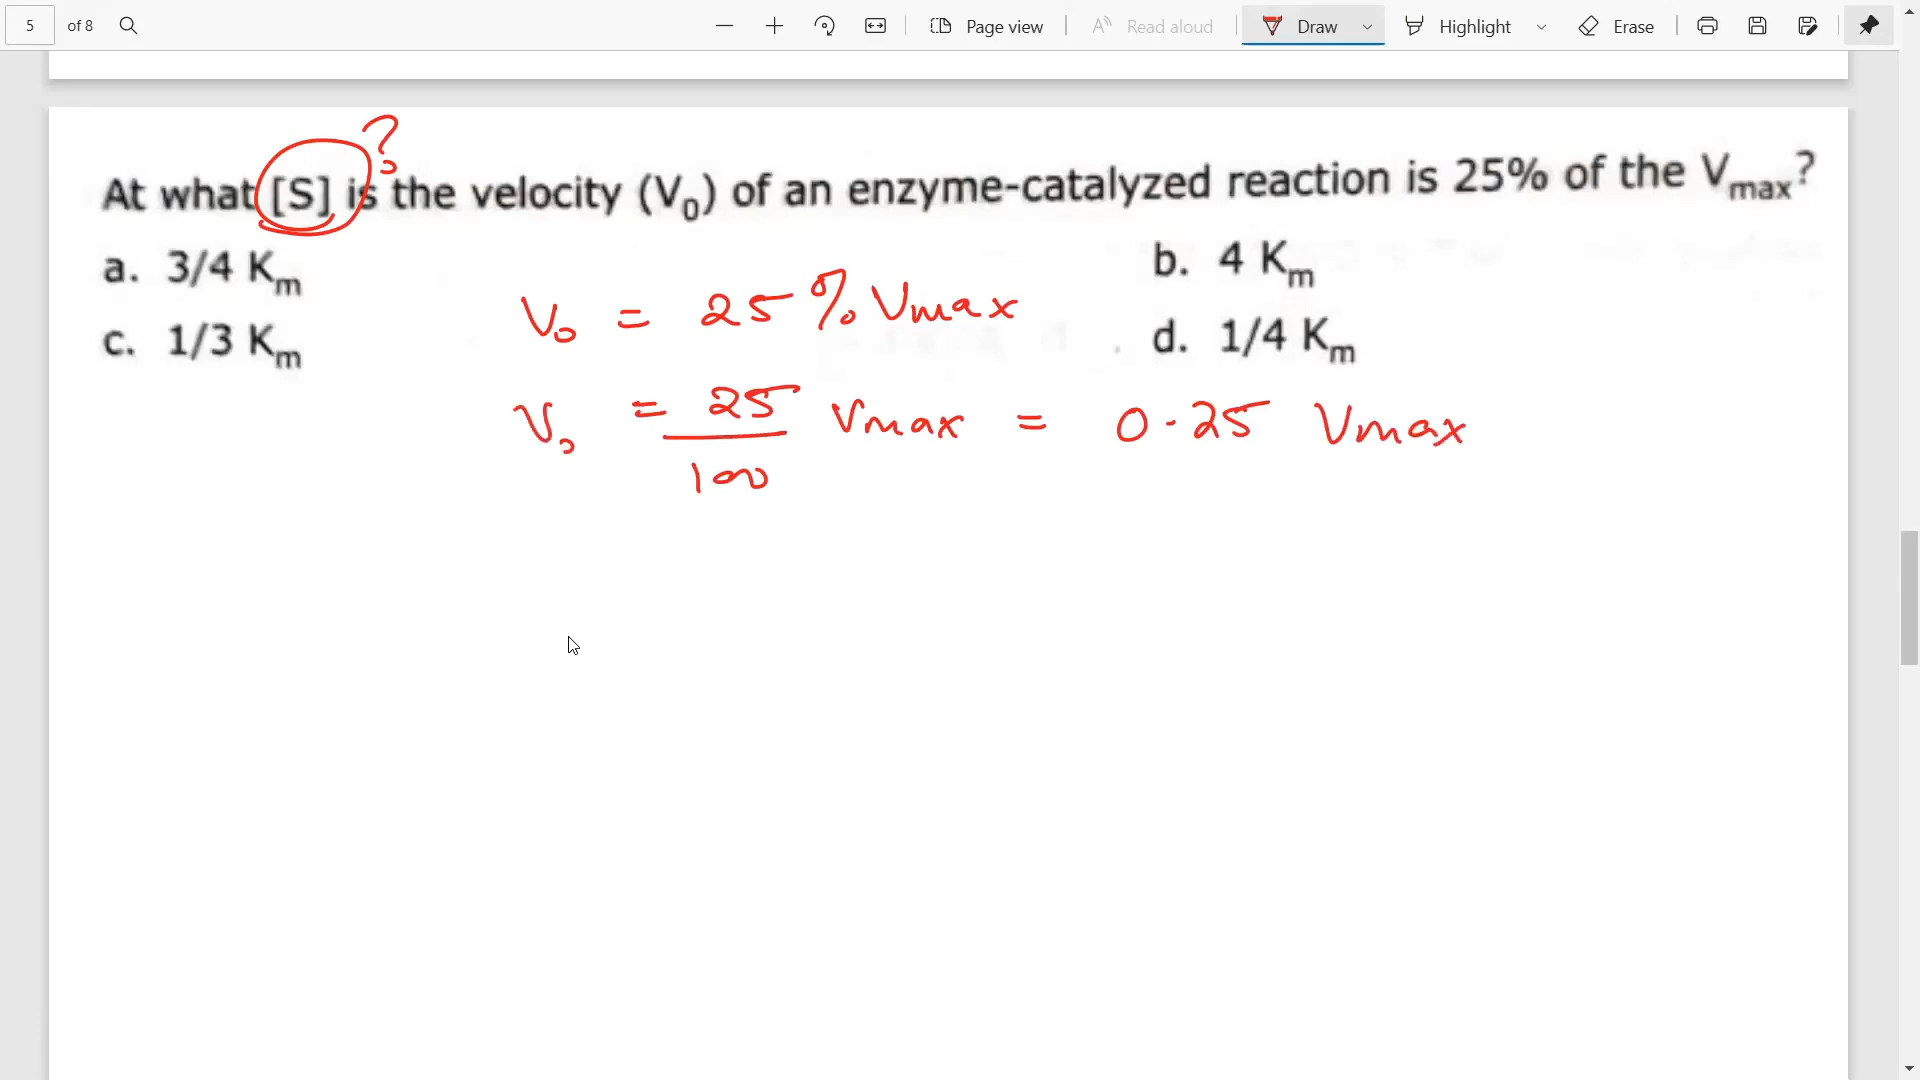 5 of 8 Page view Read aloud Draw Highlight Erase
?
At what [S] is the velocity (V₀) of an enzyme-catalyzed reaction is 25% of the Vmax?
a. 3/4 Km b. 4 Km
V₀ = 25% Vmax
c. 1/3 Km d. 1/4 Km
V₀ = 25/100 Vmax = 0.25 Vmax